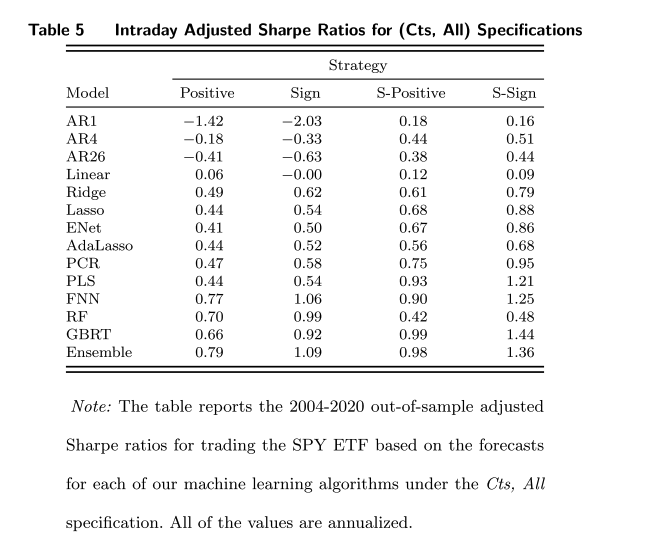 Table 5 Intraday Adjusted Sharpe Ratios for (Cts, All) Specifications
Strategy
Model Positive Sign S-Positive S-Sign
AR1 −1.42 −2.03 0.18 0.16
AR4 −0.18 −0.33 0.44 0.51
AR26 −0.41 −0.63 0.38 0.44
Linear 0.06 −0.00 0.12 0.09
Ridge 0.49 0.62 0.61 0.79
Lasso 0.44 0.54 0.68 0.88
ENet 0.41 0.50 0.67 0.86
AdaLasso 0.44 0.52 0.56 0.68
PCR 0.47 0.58 0.75 0.95
PLS 0.44 0.54 0.93 1.21
FNN 0.77 1.06 0.90 1.25
RF 0.70 0.99 0.42 0.48
GBRT 0.66 0.92 0.99 1.44
Ensemble 0.79 1.09 0.98 1.36
Note: The table reports the 2004-2020 out-of-sample adjusted
Sharpe ratios for trading the SPY ETF based on the forecasts
for each of our machine learning algorithms under the Cts, All
specification. All of the values are annualized.